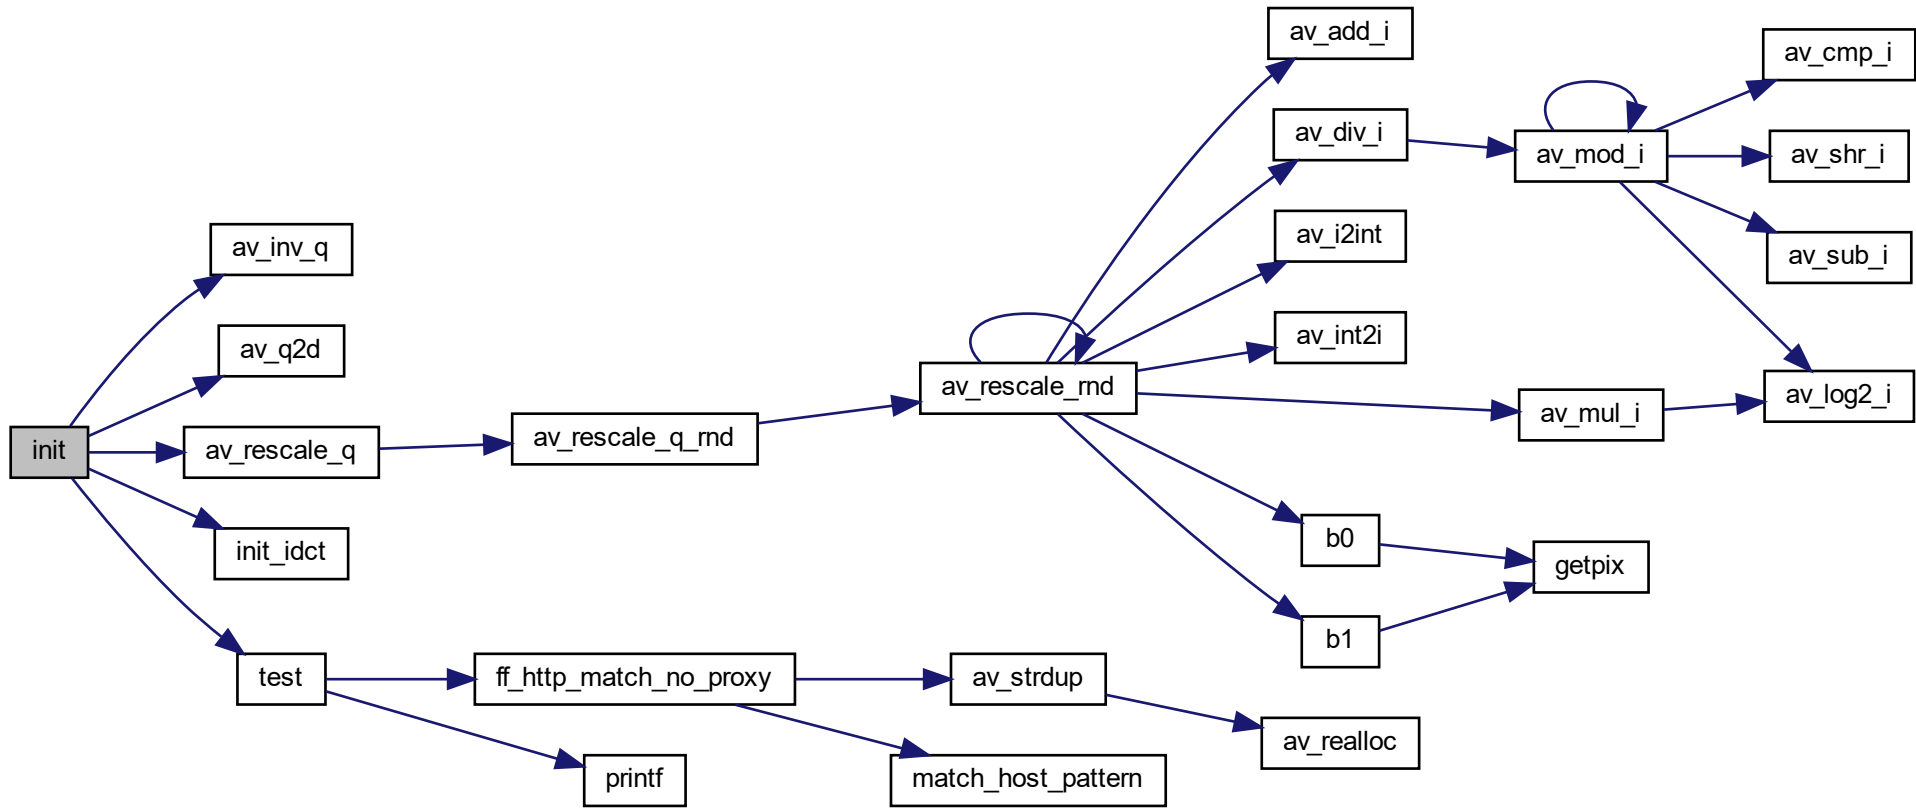 init
av_inv_q
av_q2d
av_rescale_q
init_idct
test
av_rescale_q_rnd
ff_http_match_no_proxy
printf
av_rescale_rnd
av_strdup
match_host_pattern
av_add_i
av_div_i
av_i2int
av_int2i
b0
b1
av_realloc
av_mod_i
av_mul_i
getpix
av_cmp_i
av_shr_i
av_sub_i
av_log2_i